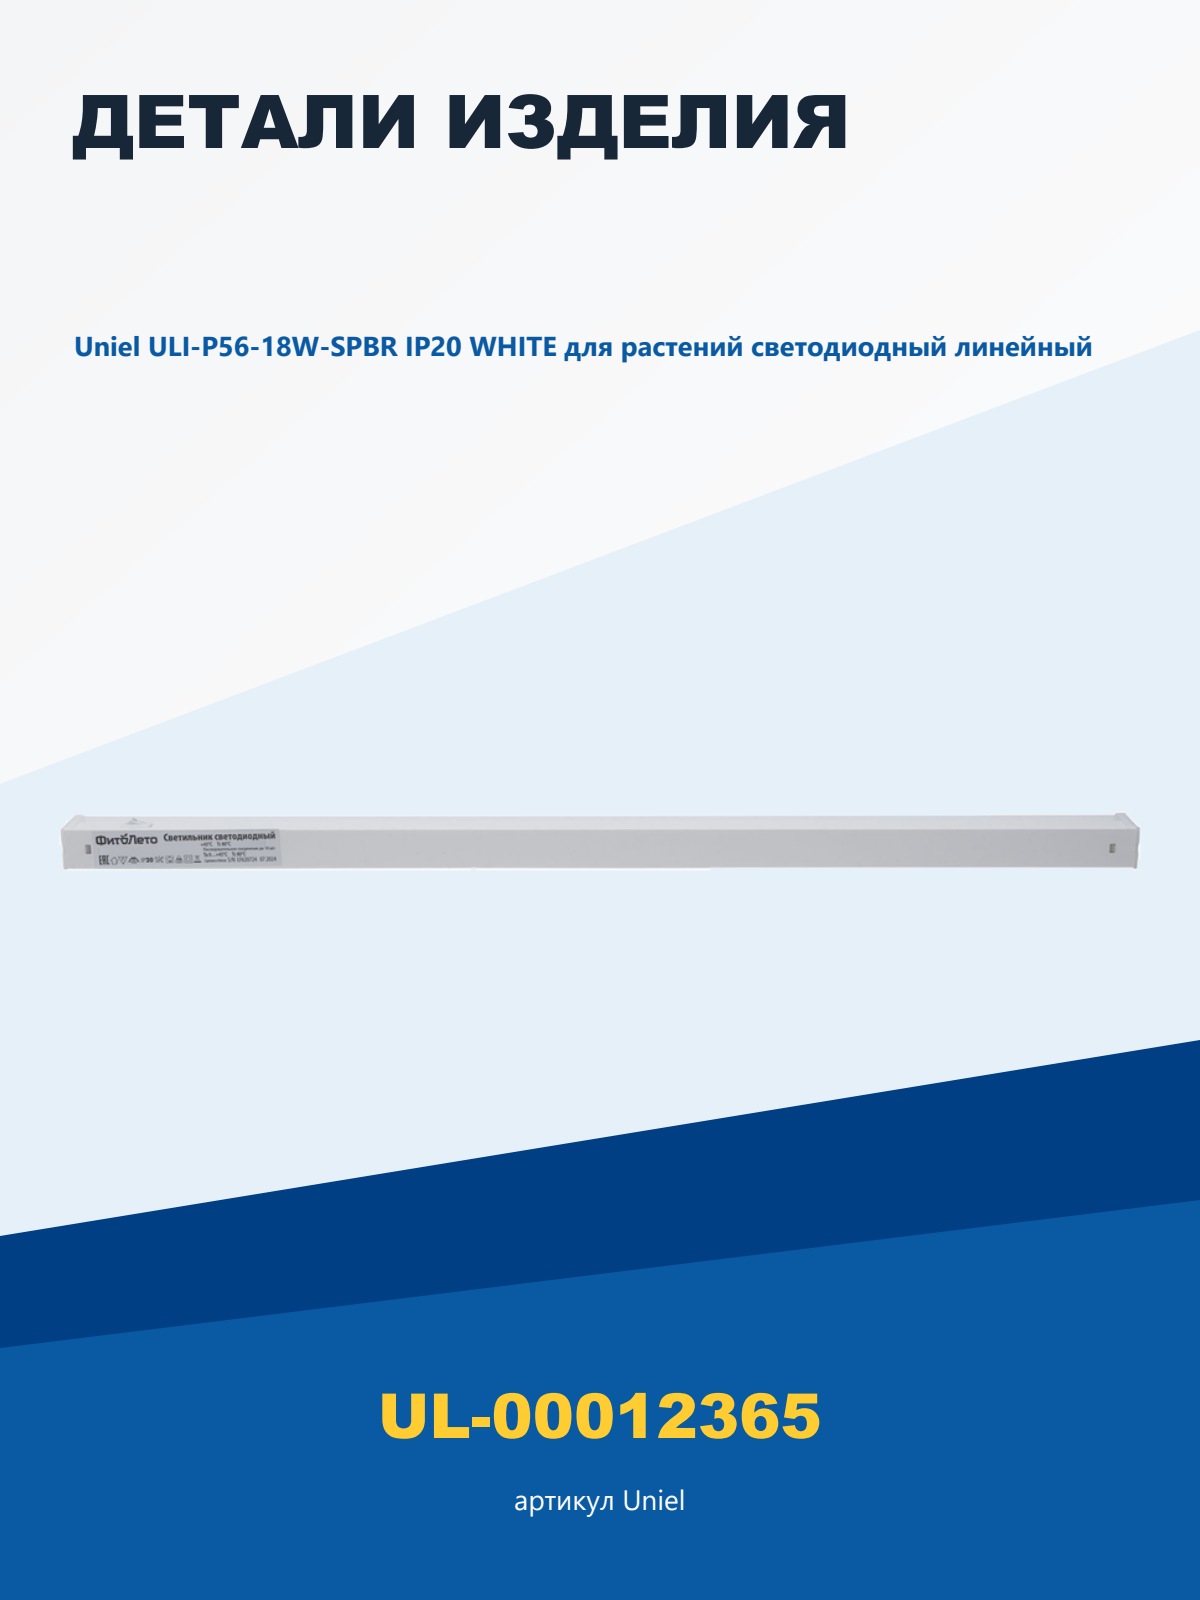 ДЕТАЛИ ИЗДЕЛИЯ
Uniel ULI-P56-18W-SPBR IP20 WHITE для растений светодиодный линейный
ФитоЛето Светильник светодиодный
UL-00012365
артикул Uniel